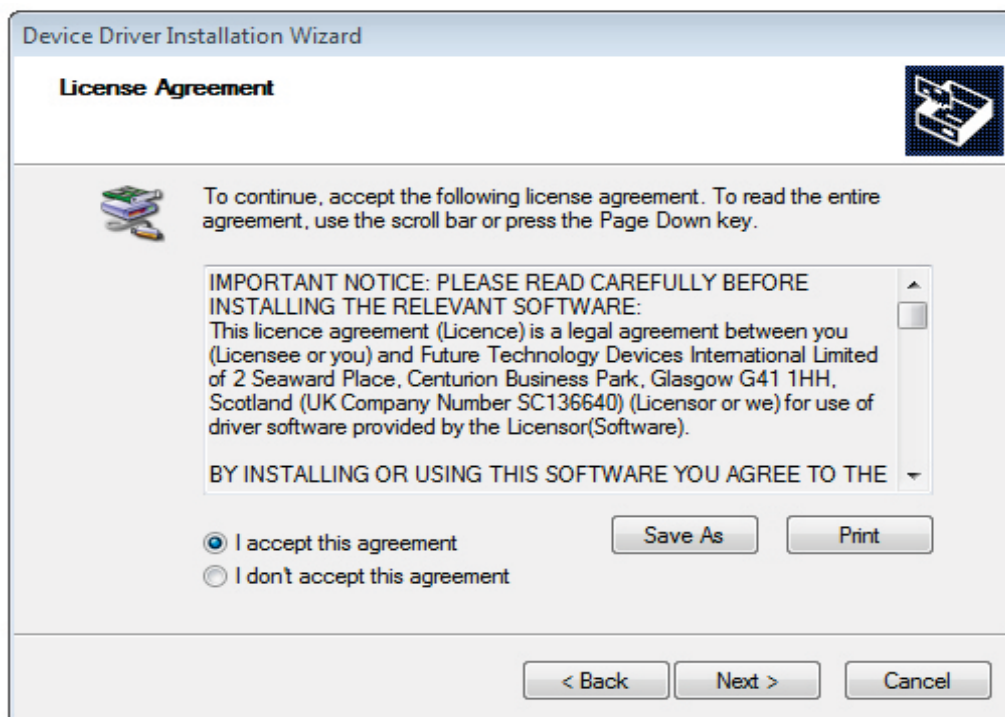 Device Driver Installation Wizard
License Agreement
To continue, accept the following license agreement. To read the entire
agreement, use the scroll bar or press the Page Down key.
IMPORTANT NOTICE: PLEASE READ CAREFULLY BEFORE
INSTALLING THE RELEVANT SOFTWARE:
This licence agreement (Licence) is a legal agreement between you
(Licensee or you) and Future Technology Devices International Limited
of 2 Seaward Place, Centurion Business Park, Glasgow G41 1HH,
Scotland (UK Company Number SC136640) (Licensor or we) for use of
driver software provided by the Licensor(Software).
BY INSTALLING OR USING THIS SOFTWARE YOU AGREE TO THE
I accept this agreement
Save As
Print
I don't accept this agreement
< Back
Next >
Cancel